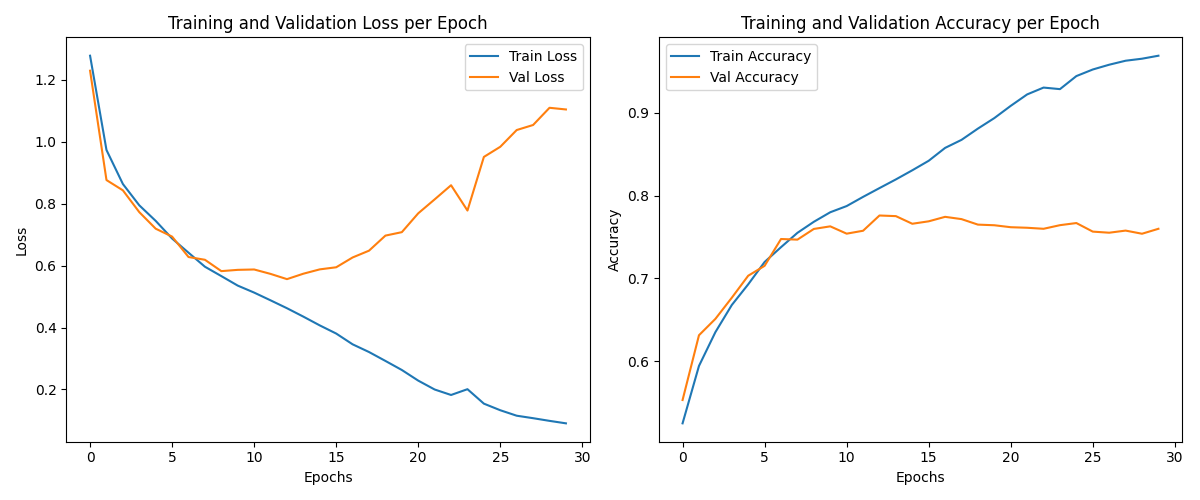 Training and Validation Loss per Epoch
Train Loss
Val Loss
1.2
1.0
0.8
0.6
0.4
0.2
Loss
0 5 10 15 20 25 30
Epochs
Training and Validation Accuracy per Epoch
Train Accuracy
Val Accuracy
0.9
0.8
0.7
0.6
Accuracy
0 5 10 15 20 25 30
Epochs